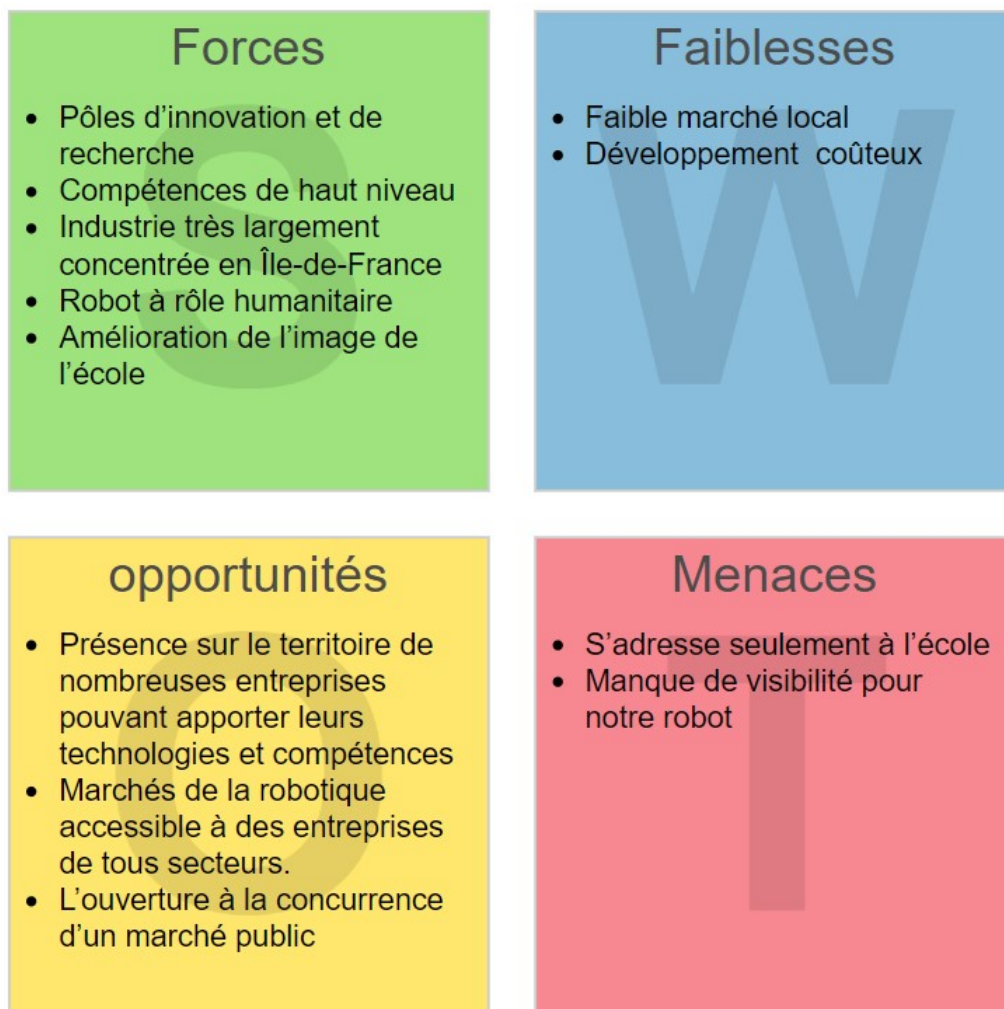 Forces
• Pôles d’innovation et de
recherche
• Compétences de haut niveau
• Industrie très largement
concentrée en Île-de-France
• Robot à rôle humanitaire
• Amélioration de l’image de
l’école
S
Faiblesses
• Faible marché local
• Développement  coûteux
W
opportunités
• Présence sur le territoire de
nombreuses entreprises
pouvant apporter leurs
technologies et compétences
• Marchés de la robotique
accessible à des entreprises
de tous secteurs.
• L’ouverture à la concurrence
d’un marché public
O
Menaces
• S’adresse seulement à l’école
• Manque de visibilité pour
notre robot
T